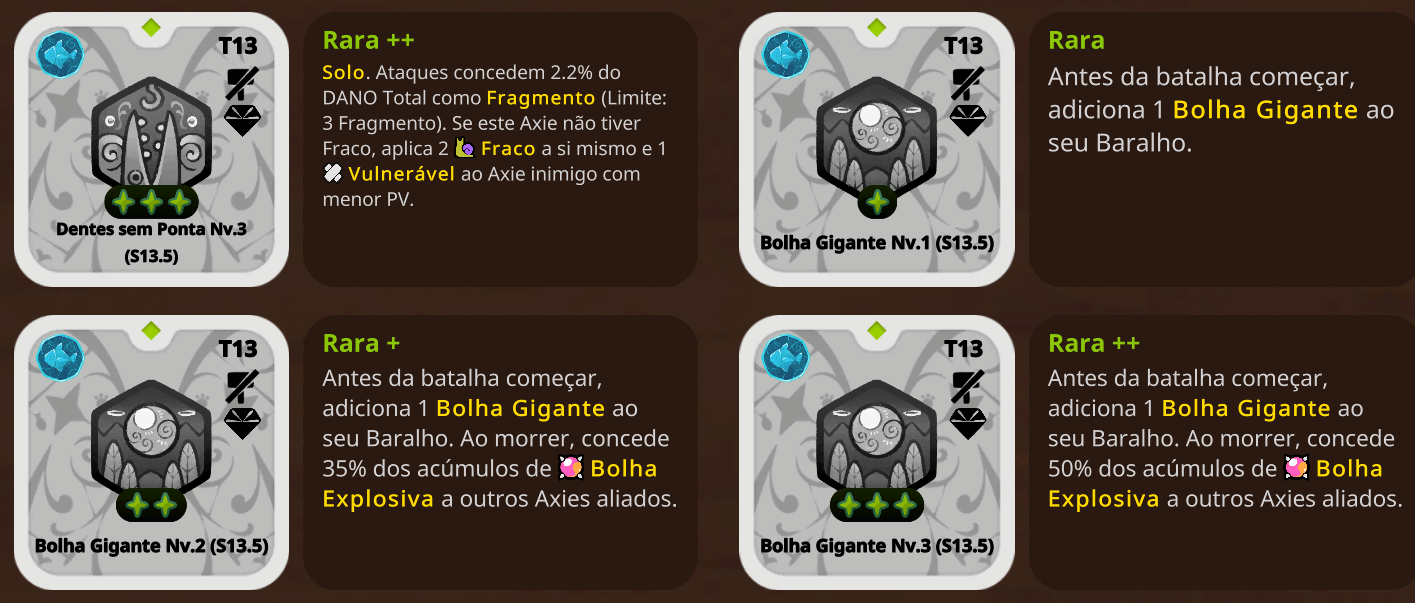 T13
Dentes sem Ponta Nv.3
(S13.5)
Rara ++
Solo. Ataques concedem 2.2% do
DANO Total como Fragmento (Limite:
3 Fragmento). Se este Axie não tiver
Fraco, aplica 2 Fraco a si mismo e 1
Vulnerável ao Axie inimigo com
menor PV.
T13
Bolha Gigante Nv.1 (S13.5)
Rara
Antes da batalha começar,
adiciona 1 Bolha Gigante ao
seu Baralho.
T13
Bolha Gigante Nv.2 (S13.5)
Rara +
Antes da batalha começar,
adiciona 1 Bolha Gigante ao
seu Baralho. Ao morrer, concede
35% dos acúmulos de Bolha
Explosiva a outros Axies aliados.
T13
Bolha Gigante Nv.3 (S13.5)
Rara ++
Antes da batalha começar,
adiciona 1 Bolha Gigante ao
seu Baralho. Ao morrer, concede
50% dos acúmulos de Bolha
Explosiva a outros Axies aliados.